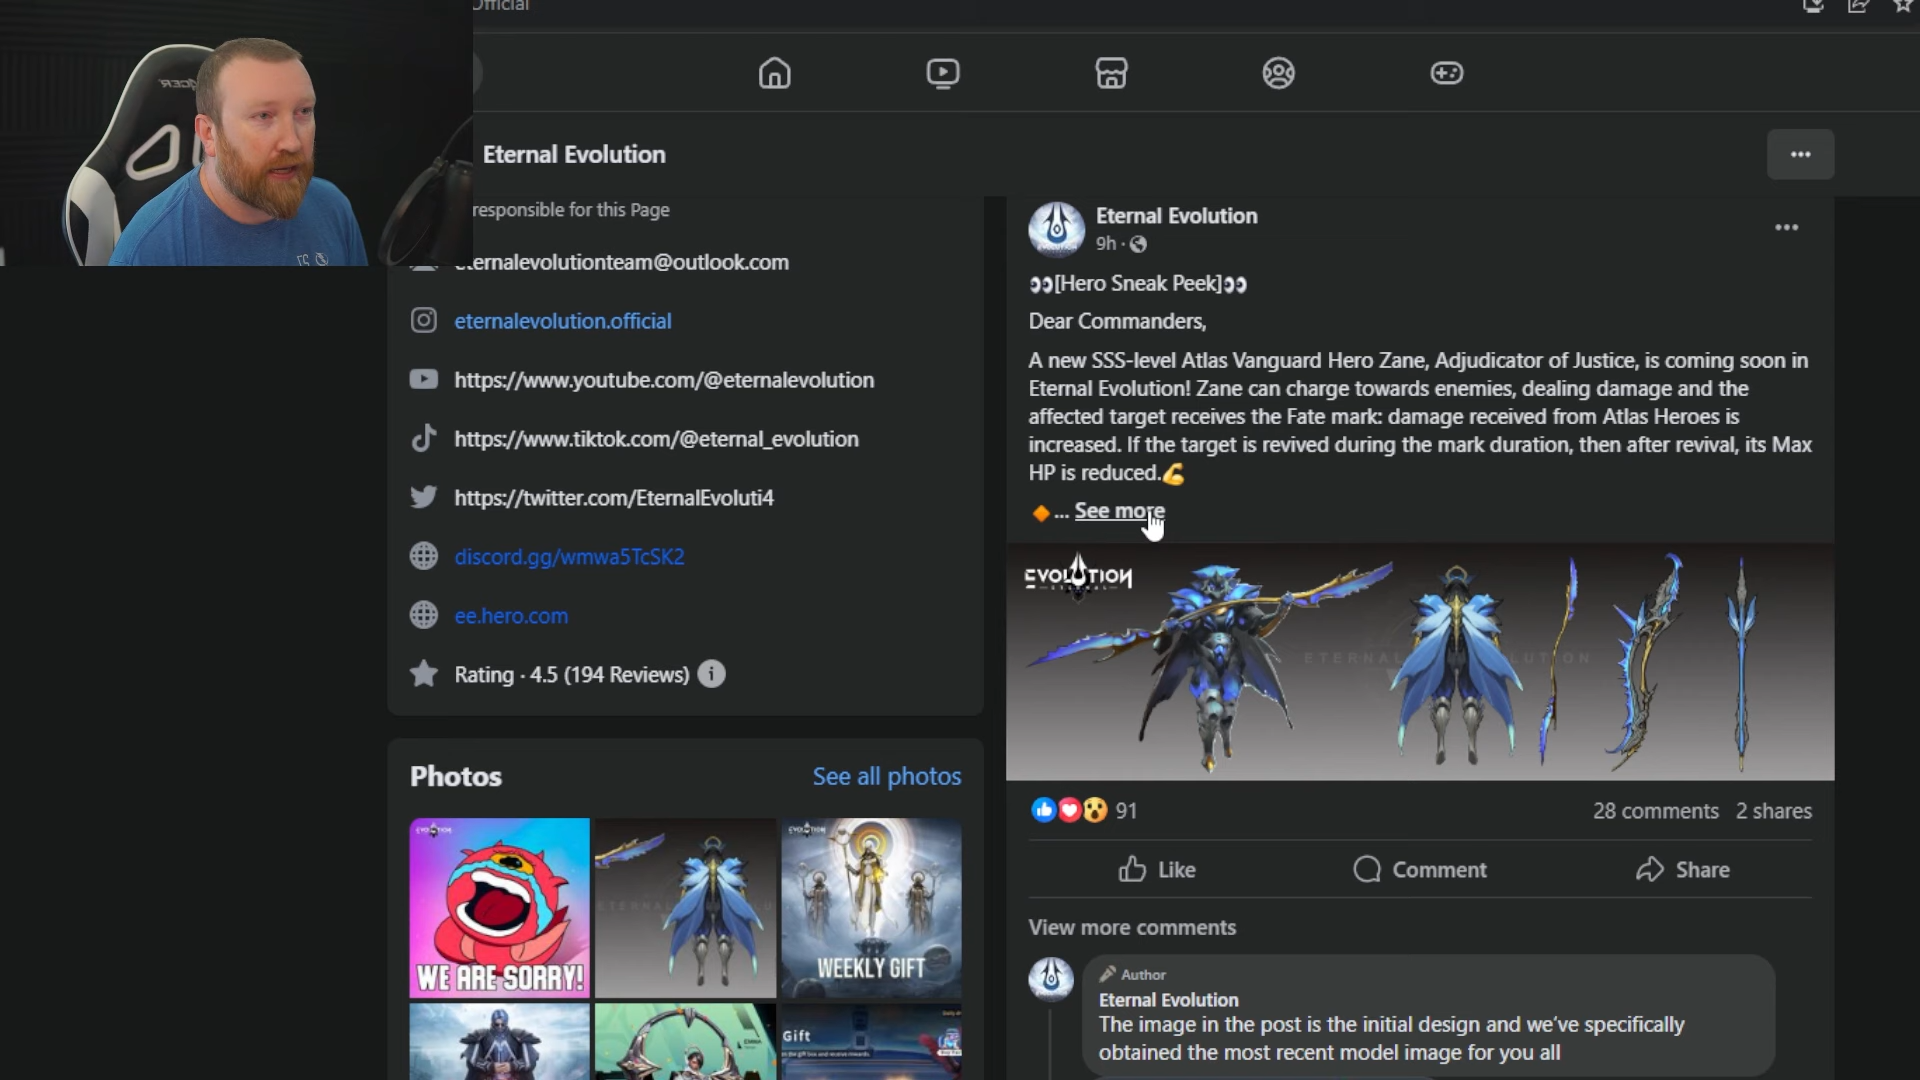 Official
Eternal Evolution
responsible for this Page
eternalevolutionteam@outlook.com
eternalevolution.official
https://www.youtube.com/@eternalevolution
https://www.tiktok.com/@eternal_evolution
https://twitter.com/EternalEvoluti4
discord.gg/wmwa5TcSK2
ee.hero.com
Rating · 4.5 (194 Reviews)
Photos
See all photos
EVOLUTION
WE ARE SORRY!
EVOLUTION
WEEKLY GIFT
EMMA
Gift
Eternal Evolution
9h ·
👀[Hero Sneak Peek]👀
Dear Commanders,
A new SSS-level Atlas Vanguard Hero Zane, Adjudicator of Justice, is coming soon in
Eternal Evolution! Zane can charge towards enemies, dealing damage and the
affected target receives the Fate mark: damage received from Atlas Heroes is
increased. If the target is revived during the mark duration, then after revival, its Max
HP is reduced.💪
🔶... See more
EVOLUTION
ETERNAL
ETERNAL EVOLUTION
91
28 comments 2 shares
Like
Comment
Share
View more comments
Author
Eternal Evolution
The image in the post is the initial design and we've specifically
obtained the most recent model image for you all